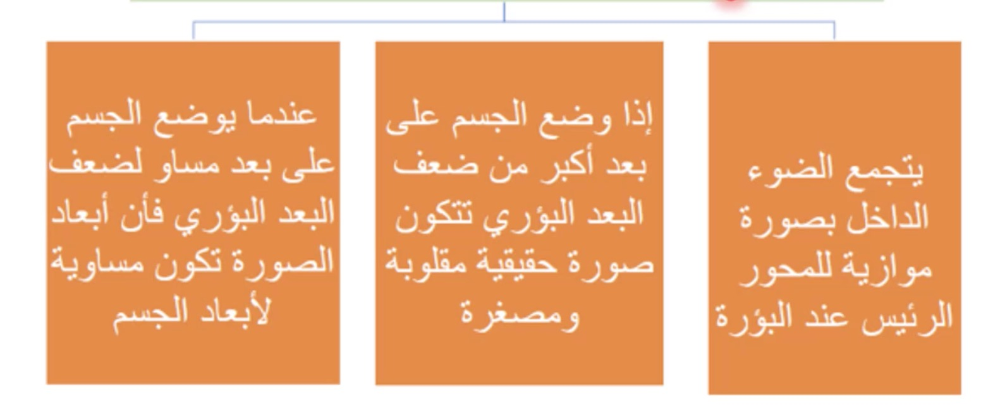 يتجمع الضوء
الداخل بصورة
موازية للمحور
الرئيس عند البؤرة
إذا وضع الجسم على
بعد أكبر من ضعف
البعد البؤري تتكون
صورة حقيقية مقلوبة
ومصغرة
عندما يوضع الجسم
على بعد مساو لضعف
البعد البؤري فأن أبعاد
الصورة تكون مساوية
لأبعاد الجسم